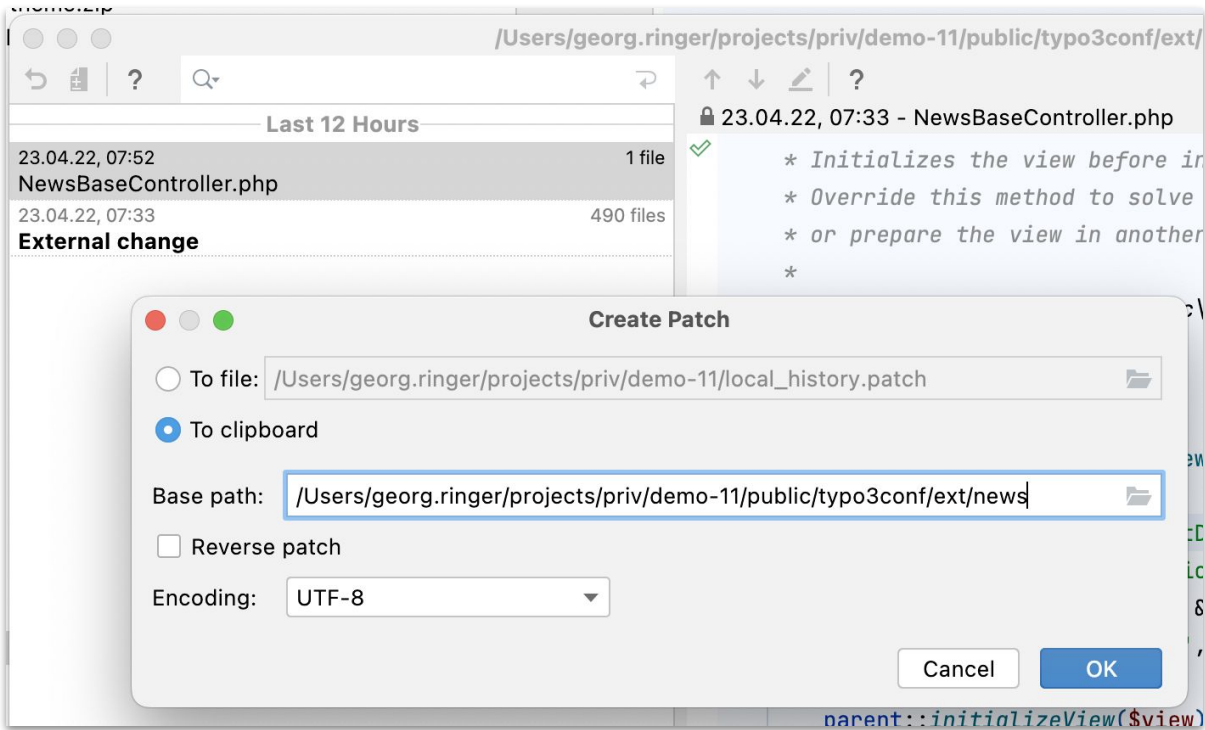 theme.zip
/Users/georg.ringer/projects/priv/demo-11/public/typo3conf/ext/
?
?
Last 12 Hours
23.04.22, 07:52 1 file
NewsBaseController.php
23.04.22, 07:33 490 files
External change
23.04.22, 07:33 - NewsBaseController.php
* Initializes the view before in
* Override this method to solve
* or prepare the view in another
*
Create Patch
To file: /Users/georg.ringer/projects/priv/demo-11/local_history.patch
To clipboard
Base path: /Users/georg.ringer/projects/priv/demo-11/public/typo3conf/ext/news
Reverse patch
Encoding: UTF-8
Cancel OK
parent::initializeView($view)